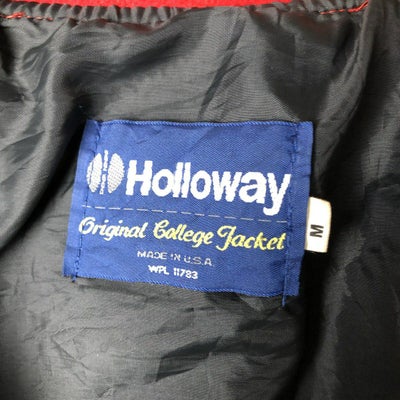 Holloway
Original College Jacket
MADE IN U.S.A.
WPL 11783
M